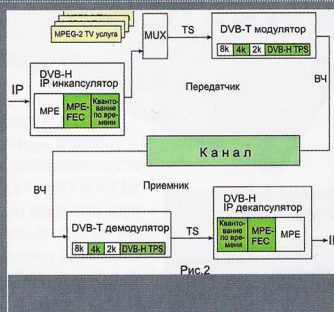 MPEG-2 TV услуга
MUX
TS
DVB-T модулятор
8k 4k 2k DVB-H TPS
DVB-H
IP инкапсулятор
IP
MPE
MPE-
FEC
Кванто-
вание
по вре-
мени
Передатчик
ВЧ
Канал
ВЧ
Приемник
DVB-T демодулятор
8k 4k 2k DVB-H TPS
TS
DVB-H
IP декапсулятор
Кванто-
вание
по вре-
мени
MPE-
FEC
MPE
IP
Рис.2